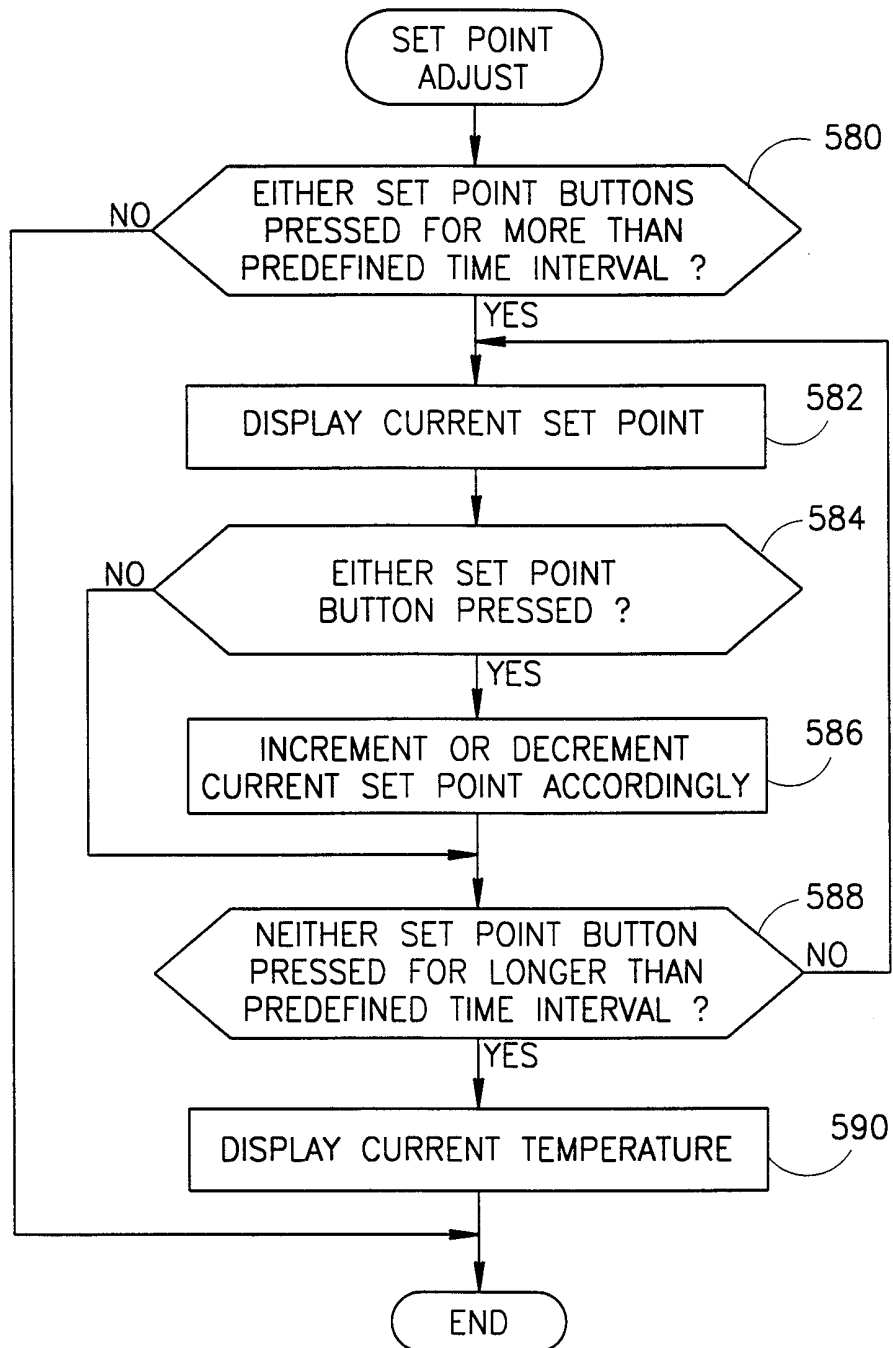 SET POINT
ADJUST
580
EITHER SET POINT BUTTONS
PRESSED FOR MORE THAN
PREDEFINED TIME INTERVAL ?
NO
YES
582
DISPLAY CURRENT SET POINT
584
NO
EITHER SET POINT
BUTTON PRESSED ?
YES
586
INCREMENT OR DECREMENT
CURRENT SET POINT ACCORDINGLY
588
NEITHER SET POINT BUTTON
PRESSED FOR LONGER THAN
PREDEFINED TIME INTERVAL ?
NO
YES
590
DISPLAY CURRENT TEMPERATURE
END